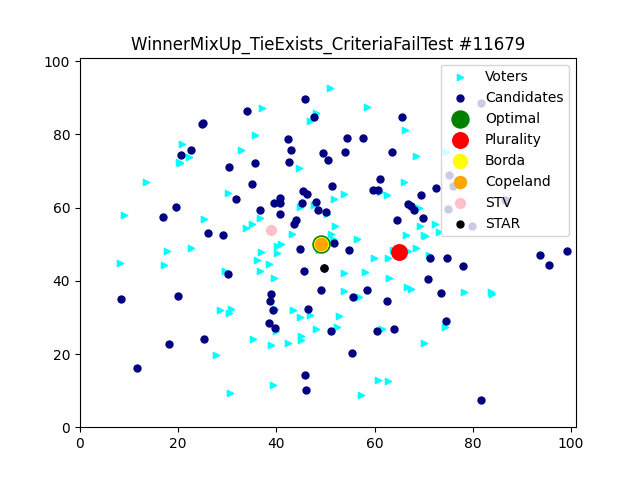 WinnerMixUp_TieExists_CriteriaFailTest #11679
100
80
60
40
20
0
0
20
40
60
80
100
Voters
Candidates
Optimal
Plurality
Borda
Copeland
STV
STAR